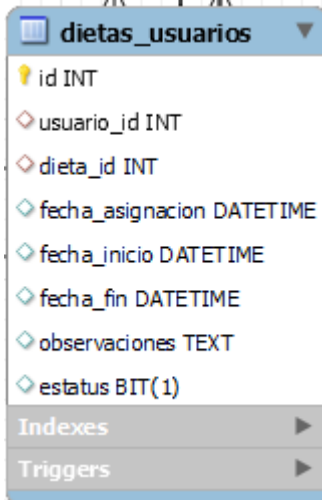 dietas_usuarios
id INT
usuario_id INT
dieta_id INT
fecha_asignacion DATETIME
fecha_inicio DATETIME
fecha_fin DATETIME
observaciones TEXT
estatus BIT(1)
Indexes
Triggers